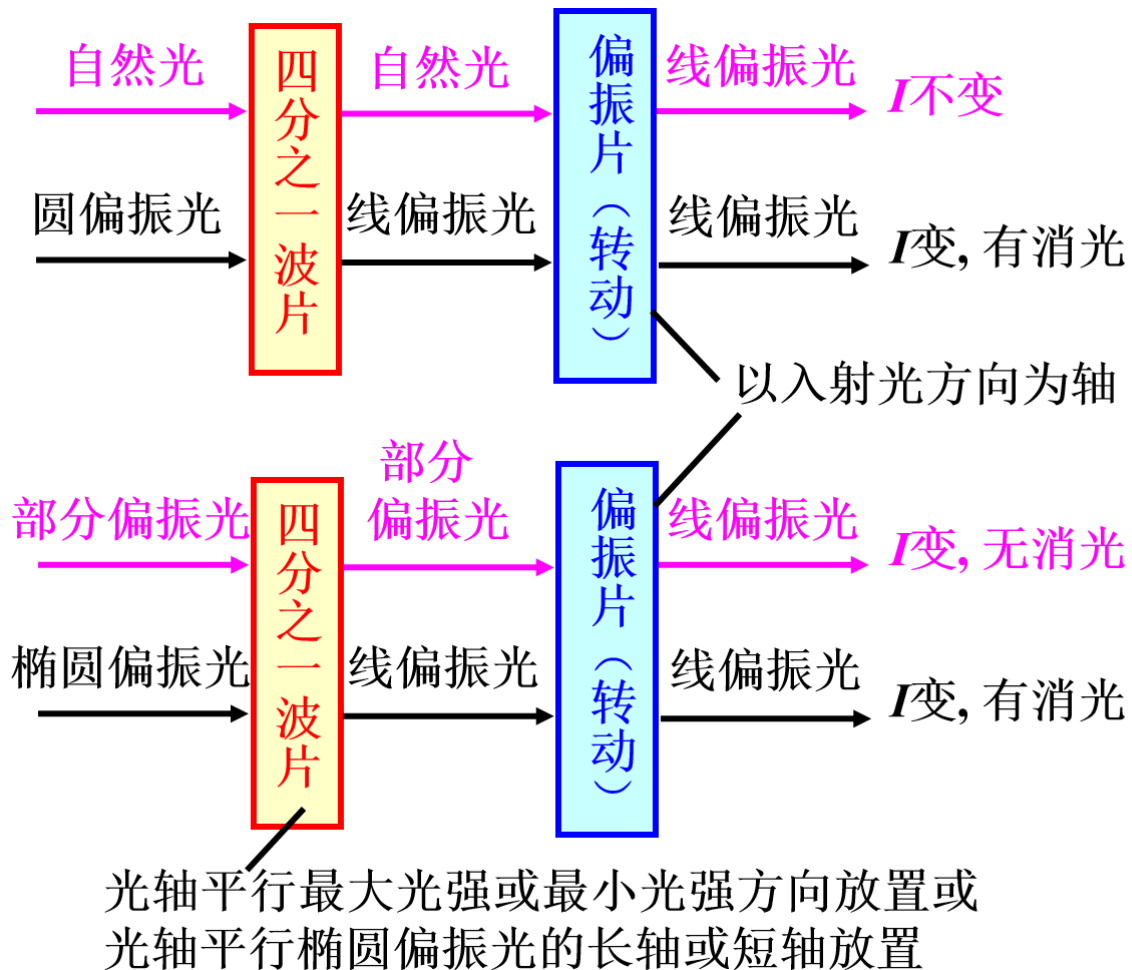 自然光
四分之一波片
自然光
偏振片（转动）
线偏振光
I不变
圆偏振光
线偏振光
线偏振光
I变, 有消光
以入射光方向为轴
部分偏振光
四分之一波片
部分
偏振光
偏振片（转动）
线偏振光
I变, 无消光
椭圆偏振光
线偏振光
线偏振光
I变, 有消光
光轴平行最大光强或最小光强方向放置或
光轴平行椭圆偏振光的长轴或短轴放置